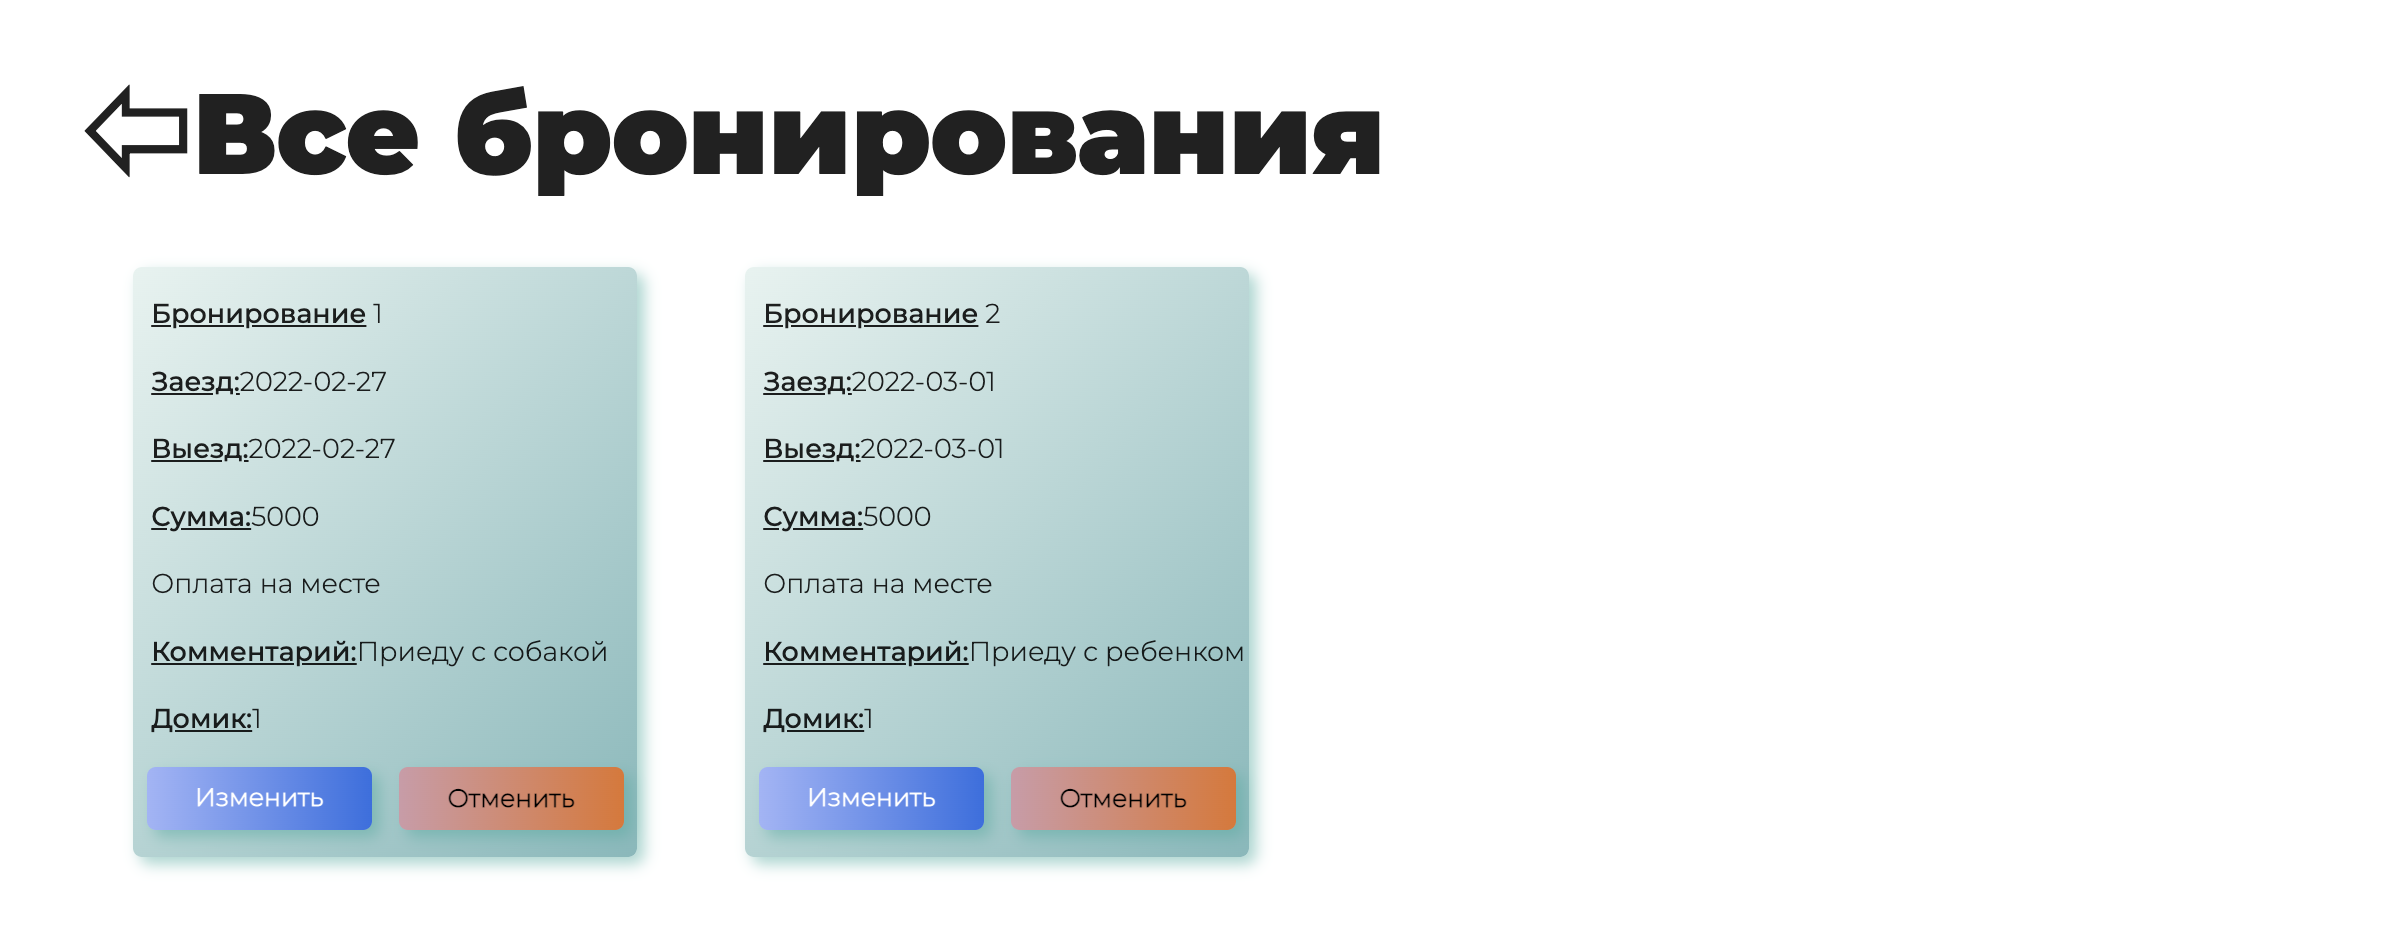 Все бронирования
Бронирование 1
Заезд:2022-02-27
Выезд:2022-02-27
Сумма:5000
Оплата на месте
Комментарий:Приеду с собакой
Домик:1
Изменить
Отменить
Бронирование 2
Заезд:2022-03-01
Выезд:2022-03-01
Сумма:5000
Оплата на месте
Комментарий:Приеду с ребенком
Домик:1
Изменить
Отменить